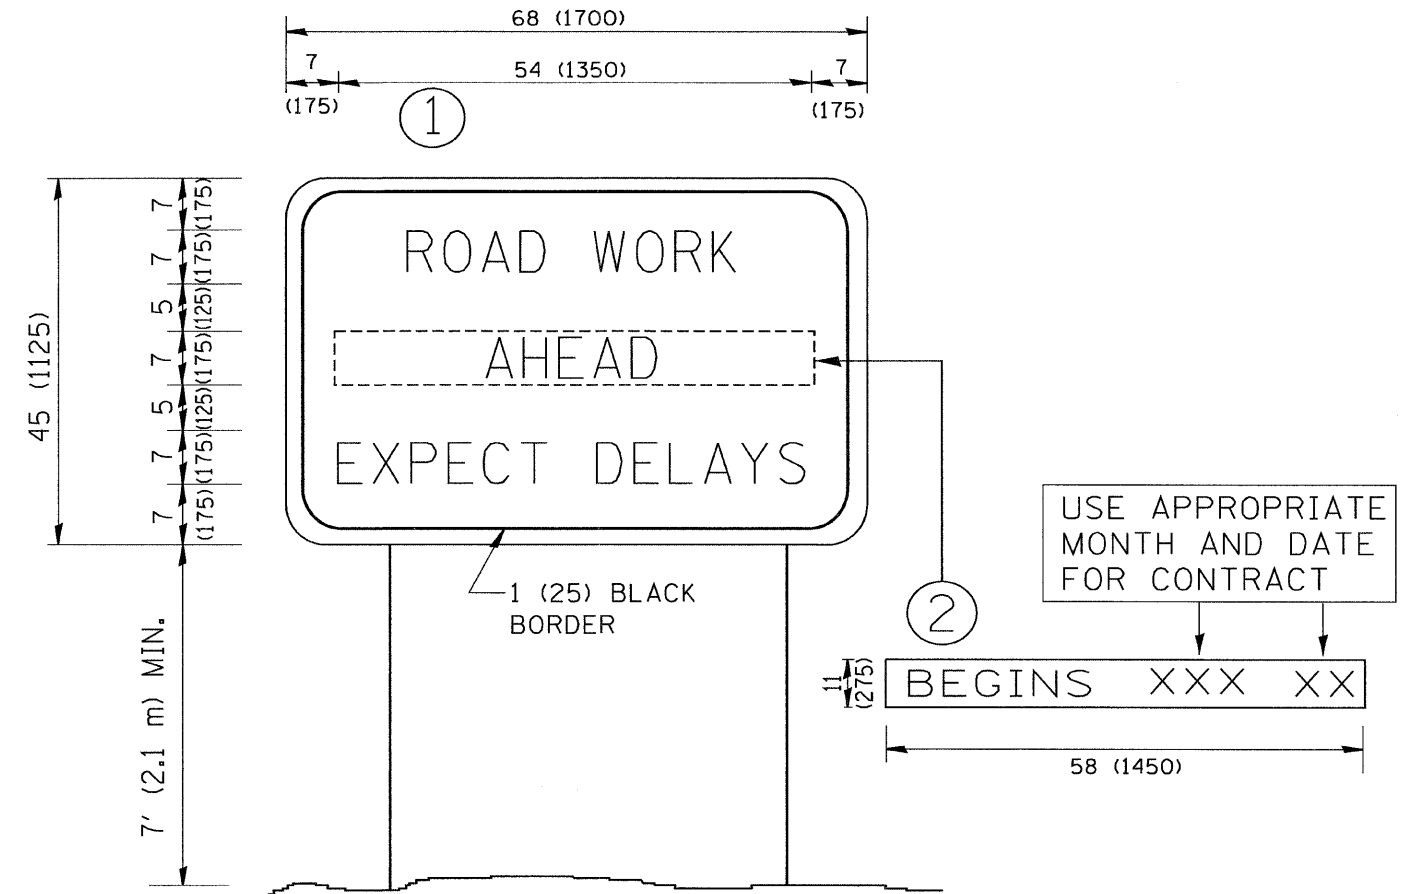 68 (1700)
7
54 (1350)
7
(175)
(175)
1
45 (1125)
7
(175)
7
(175)
5
(125)
7
(175)
5
(125)
7
(175)
7
(175)
ROAD WORK
AHEAD
EXPECT DELAYS
1 (25) BLACK
BORDER
7' (2.1 m) MIN.
USE APPROPRIATE
MONTH AND DATE
FOR CONTRACT
2
11
(275)
BEGINS XXX XX
58 (1450)